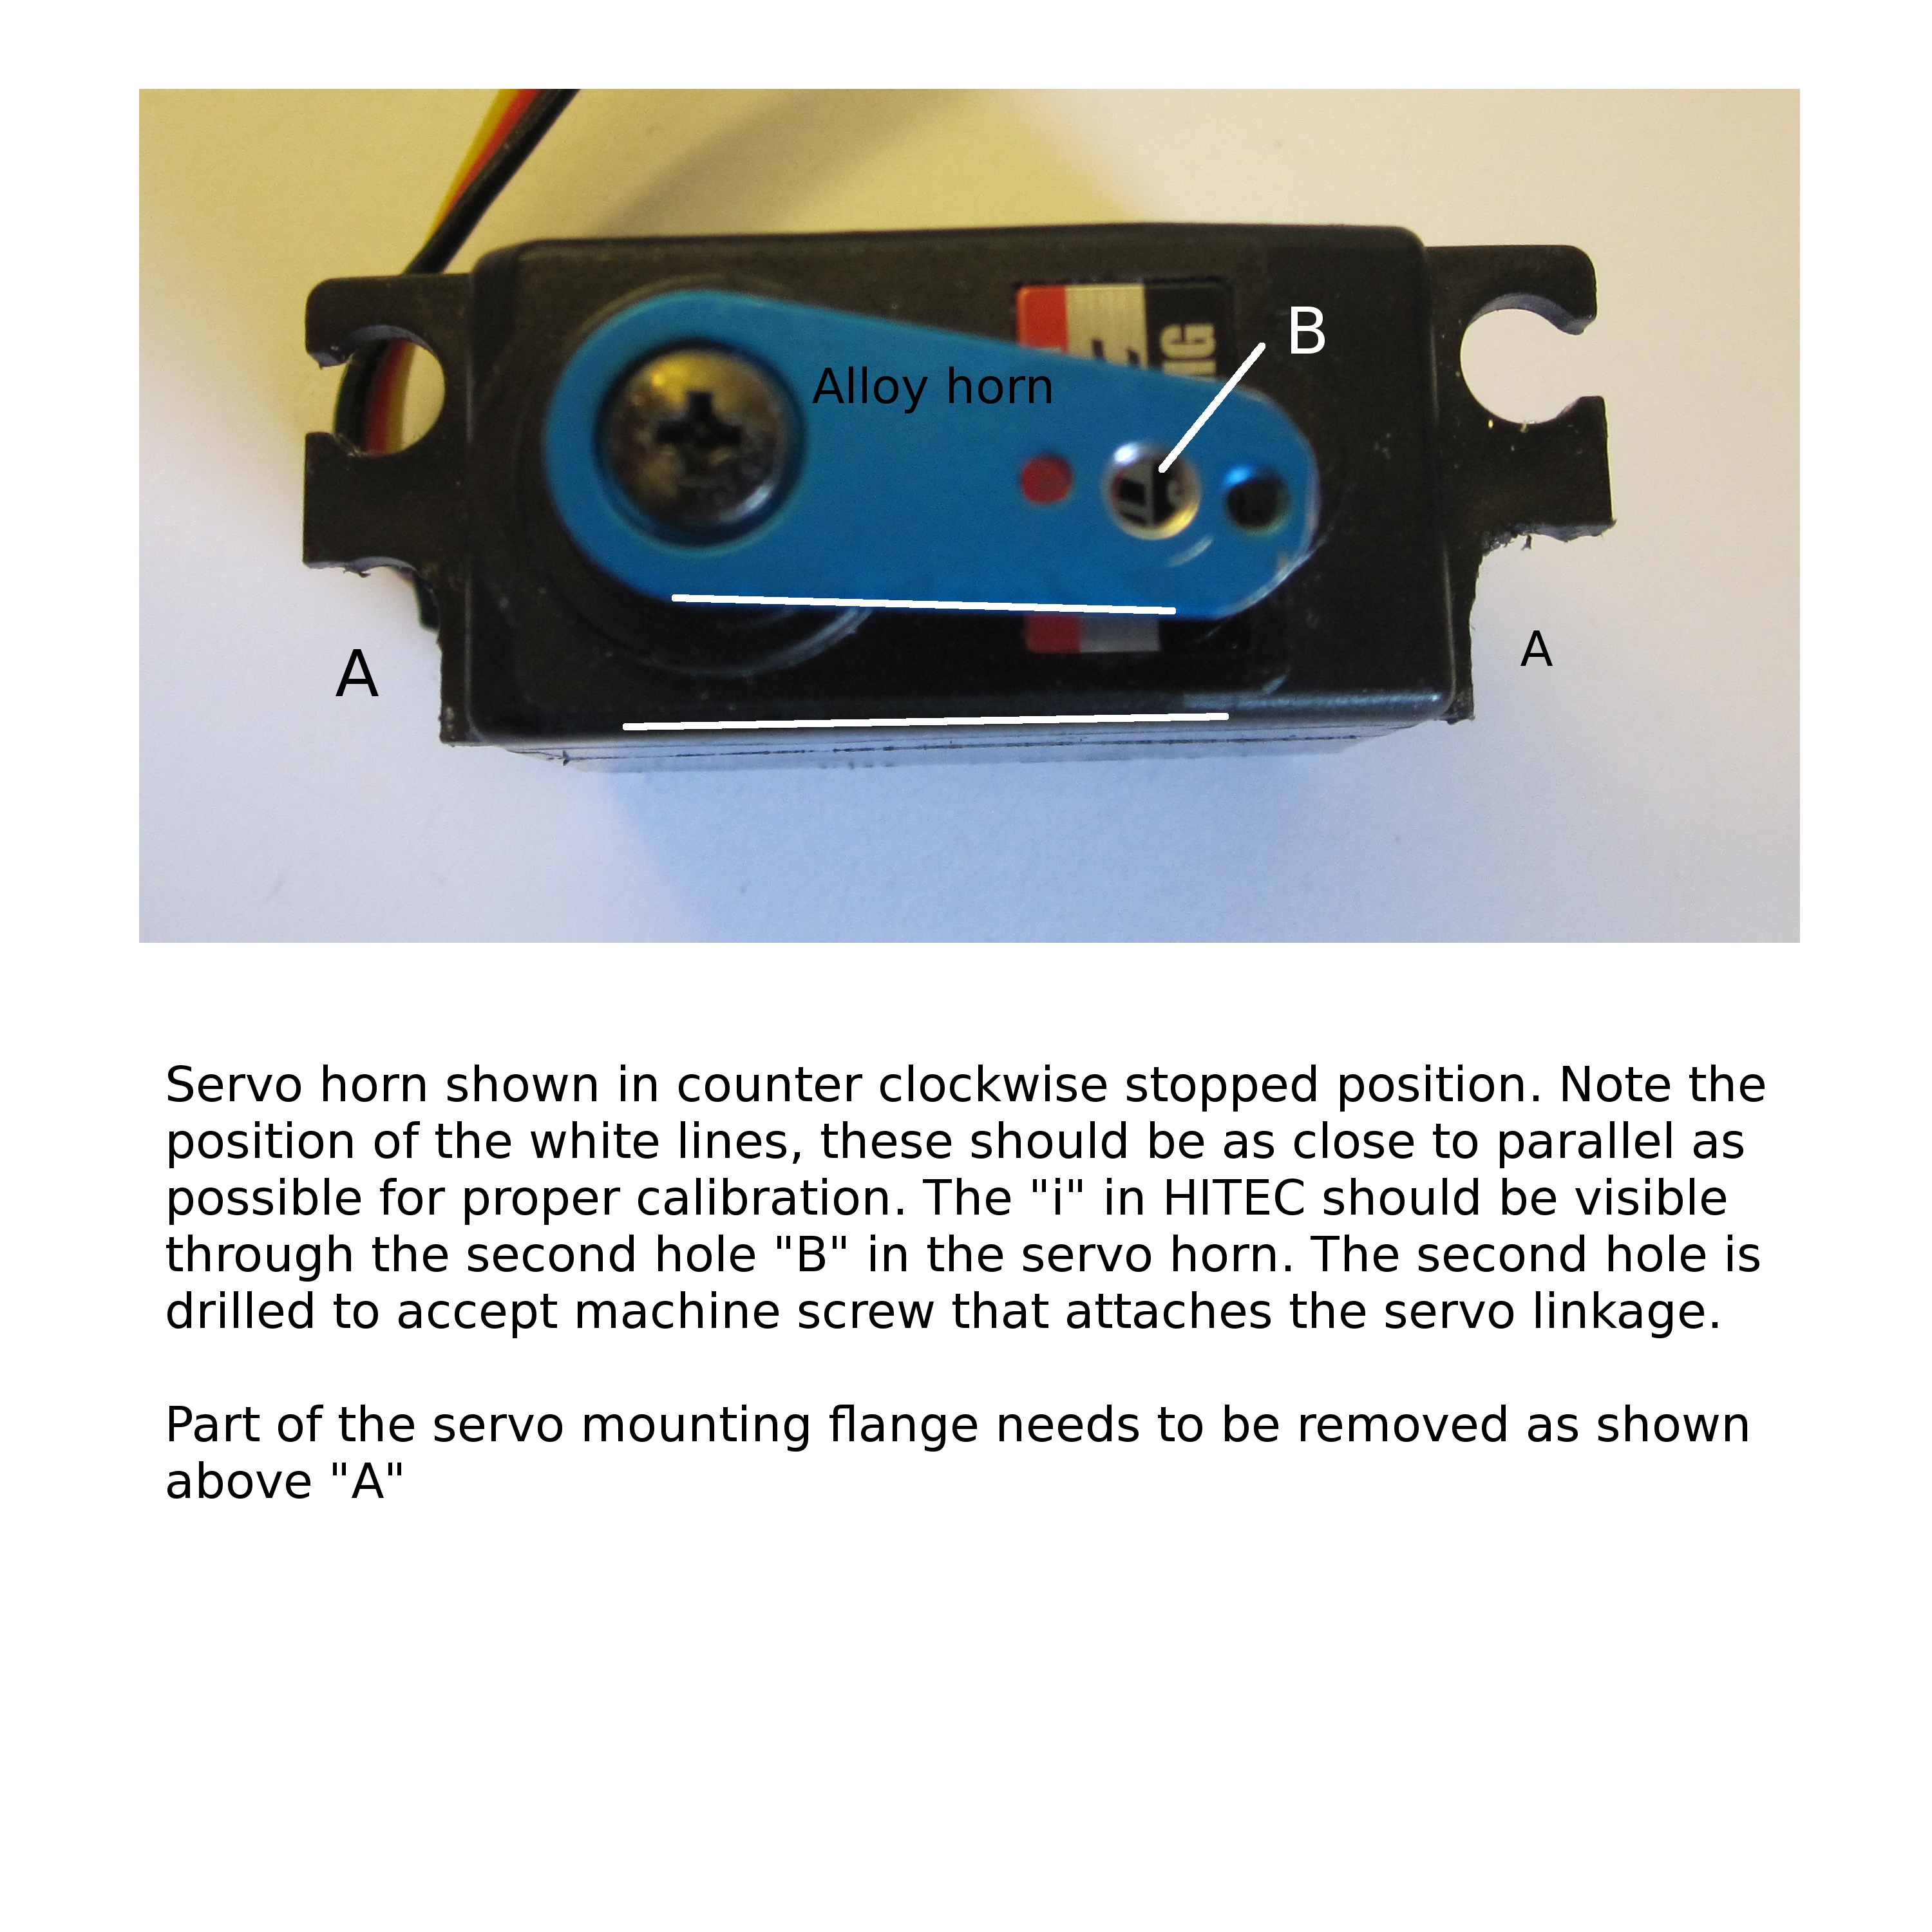 B
Alloy horn
A
A
Servo horn shown in counter clockwise stopped position. Note the
position of the white lines, these should be as close to parallel as
possible for proper calibration. The "i" in HITEC should be visible
through the second hole "B" in the servo horn. The second hole is
drilled to accept machine screw that attaches the servo linkage.
Part of the servo mounting flange needs to be removed as shown
above "A"